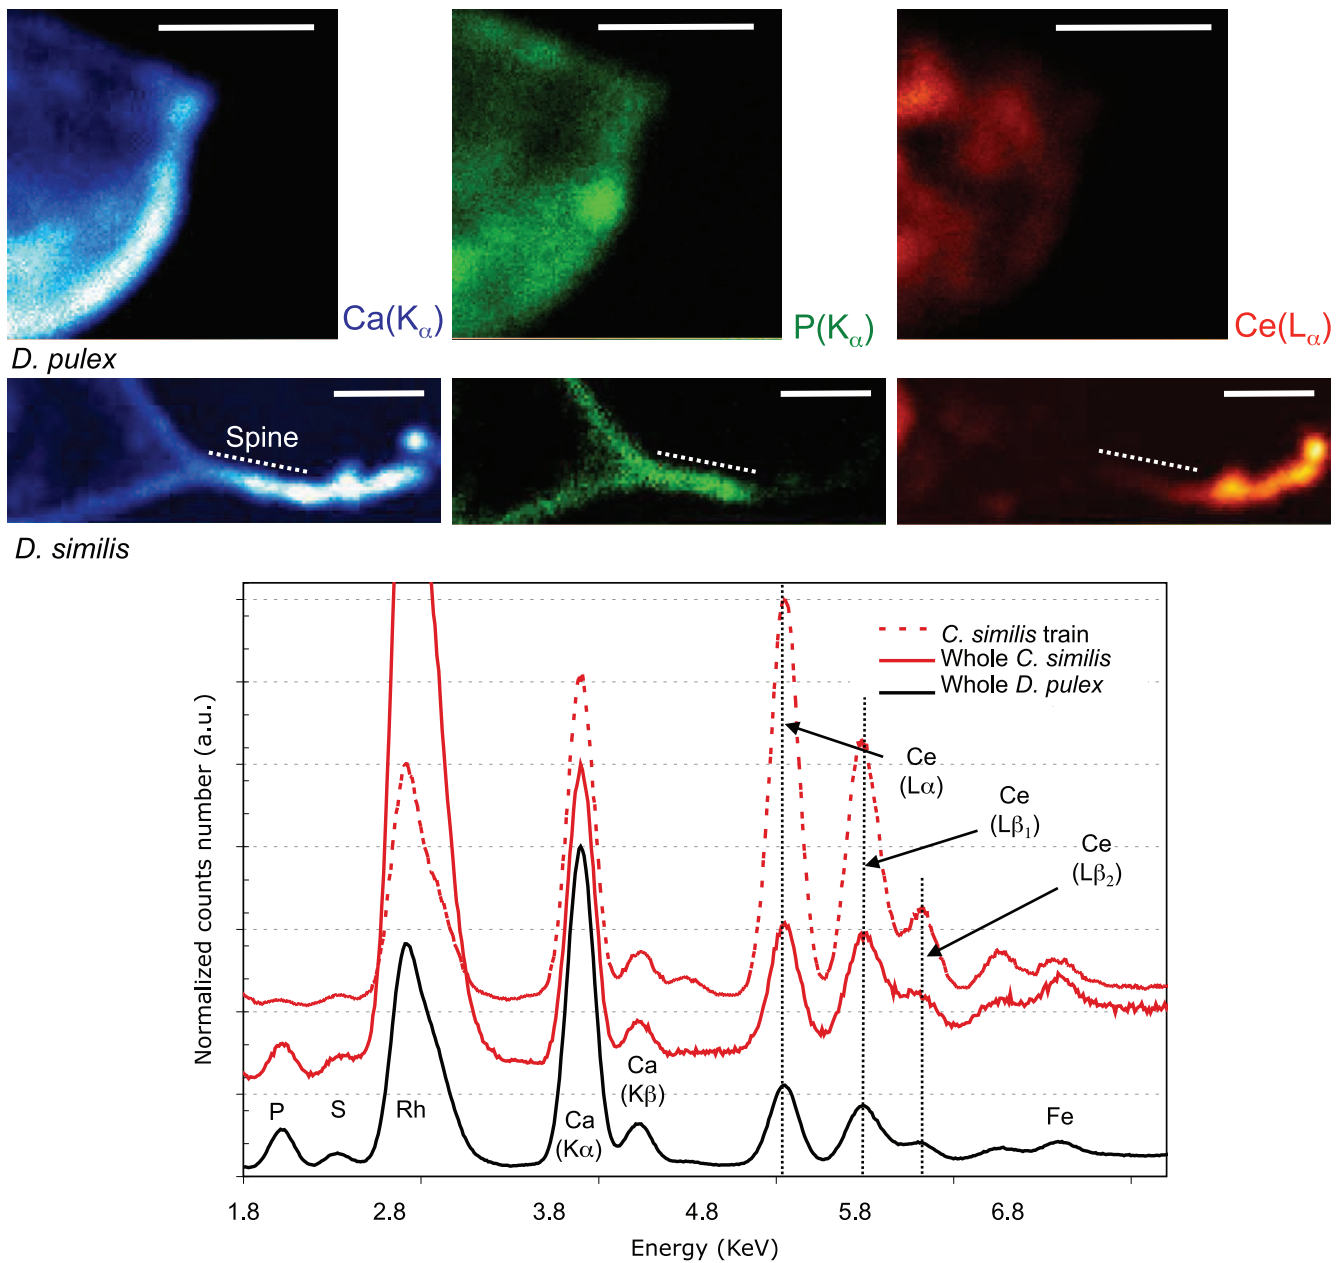 Ca(Kα)
P(Kα)
Ce(Lα)
D. pulex
Spine
D. similis
C. similis train
Whole C. similis
Whole D. pulex
Ce
(Lα)
Ce
(Lβ1)
Ce
(Lβ2)
Normalized counts number (a.u.)
P
S
Rh
Ca
(Kα)
Ca
(Kβ)
Fe
1.8
2.8
3.8
4.8
5.8
6.8
Energy (KeV)